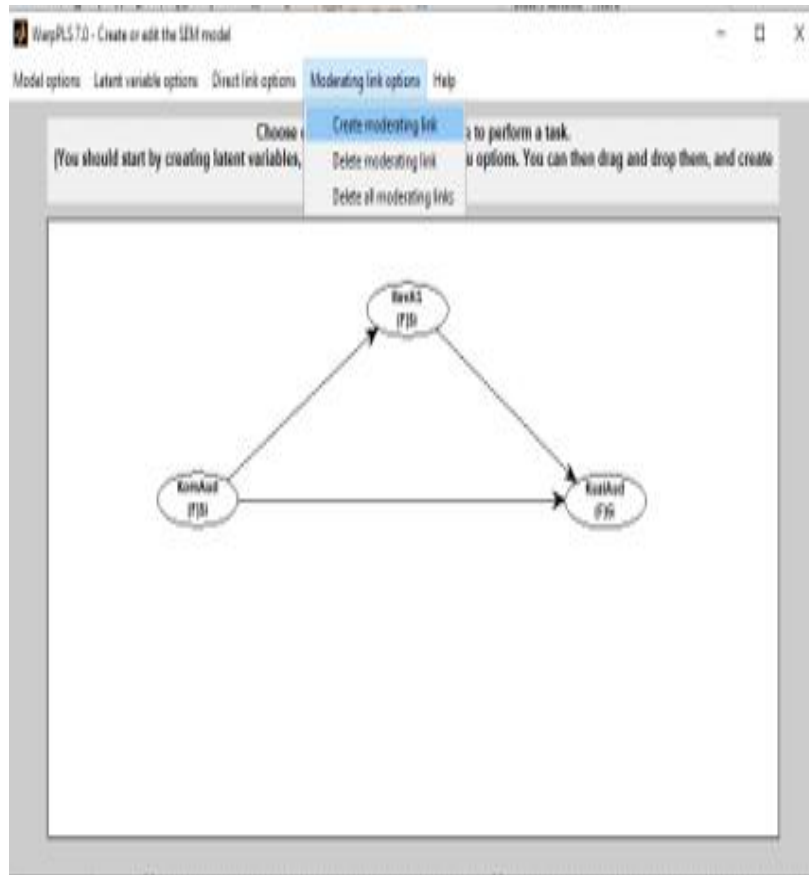 WarpPLS 7.0 - Create or edit the SEM model
Model options Latent variable options Direct link options Moderating link options Help
Create moderating link
Delete moderating link
Delete all moderating links
Choose s to perform a task.
(You should start by creating latent variables, u options. You can then drag and drop them, and create
KomAud
KualAud